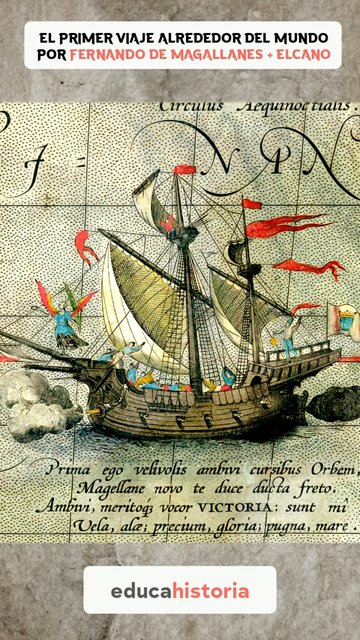 EL PRIMER VIAJE ALREDEDOR DEL MUNDO
POR FERNANDO DE MAGALLANES + ELCANO
Circulus Aequinoctialis
N P N
Prima ego velivolis ambivi cursibus Orbem,
Magellane novo te duce ducta freto.
Ambivi, meritoq; vocor VICTORIA: sunt mi
Vela, alæ; precium, gloria; pugna, mare.
educahistoria